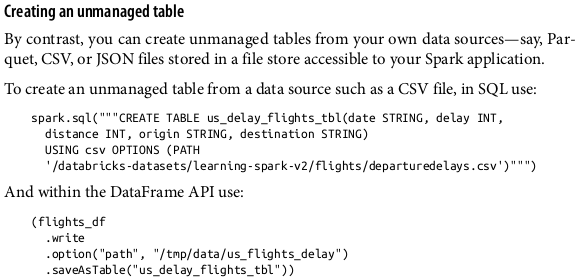 Creating an unmanaged table
By contrast, you can create unmanaged tables from your own data sources—say, Par-
quet, CSV, or JSON files stored in a file store accessible to your Spark application.
To create an unmanaged table from a data source such as a CSV file, in SQL use:
spark.sql("""CREATE TABLE us_delay_flights_tbl(date STRING, delay INT,
distance INT, origin STRING, destination STRING)
USING csv OPTIONS (PATH
'/databricks-datasets/learning-spark-v2/flights/departuredelays.csv')""")
And within the DataFrame API use:
(flights_df
.write
.option("path", "/tmp/data/us_flights_delay")
.saveAsTable("us_delay_flights_tbl"))